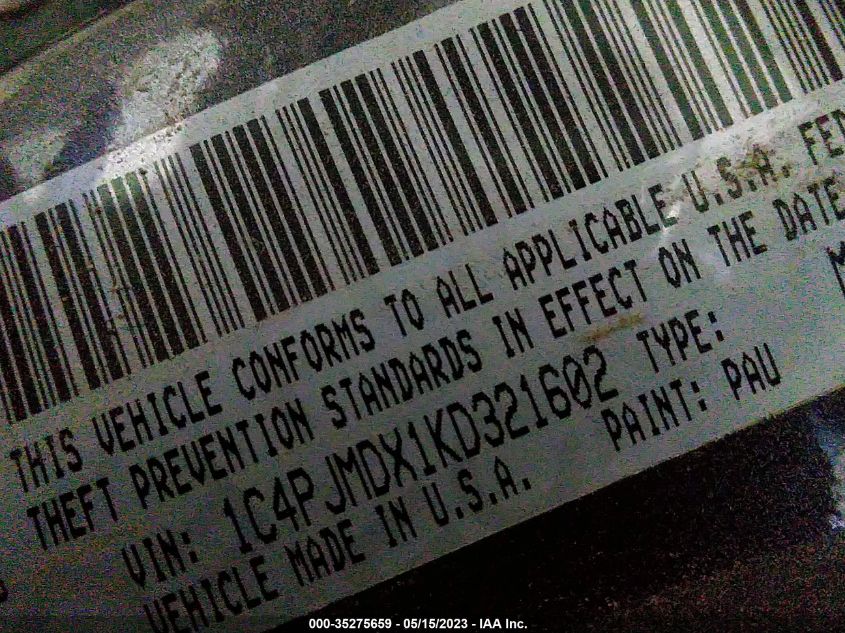 THIS VEHICLE CONFORMS TO ALL APPLICABLE U.S.A. FED
THEFT PREVENTION STANDARDS IN EFFECT ON THE DATE
VIN: 1C4PJMDX1KD321602 TYPE:
VEHICLE MADE IN U.S.A. PAINT: PAU
000-35275659 - 05/15/2023 - IAA Inc.